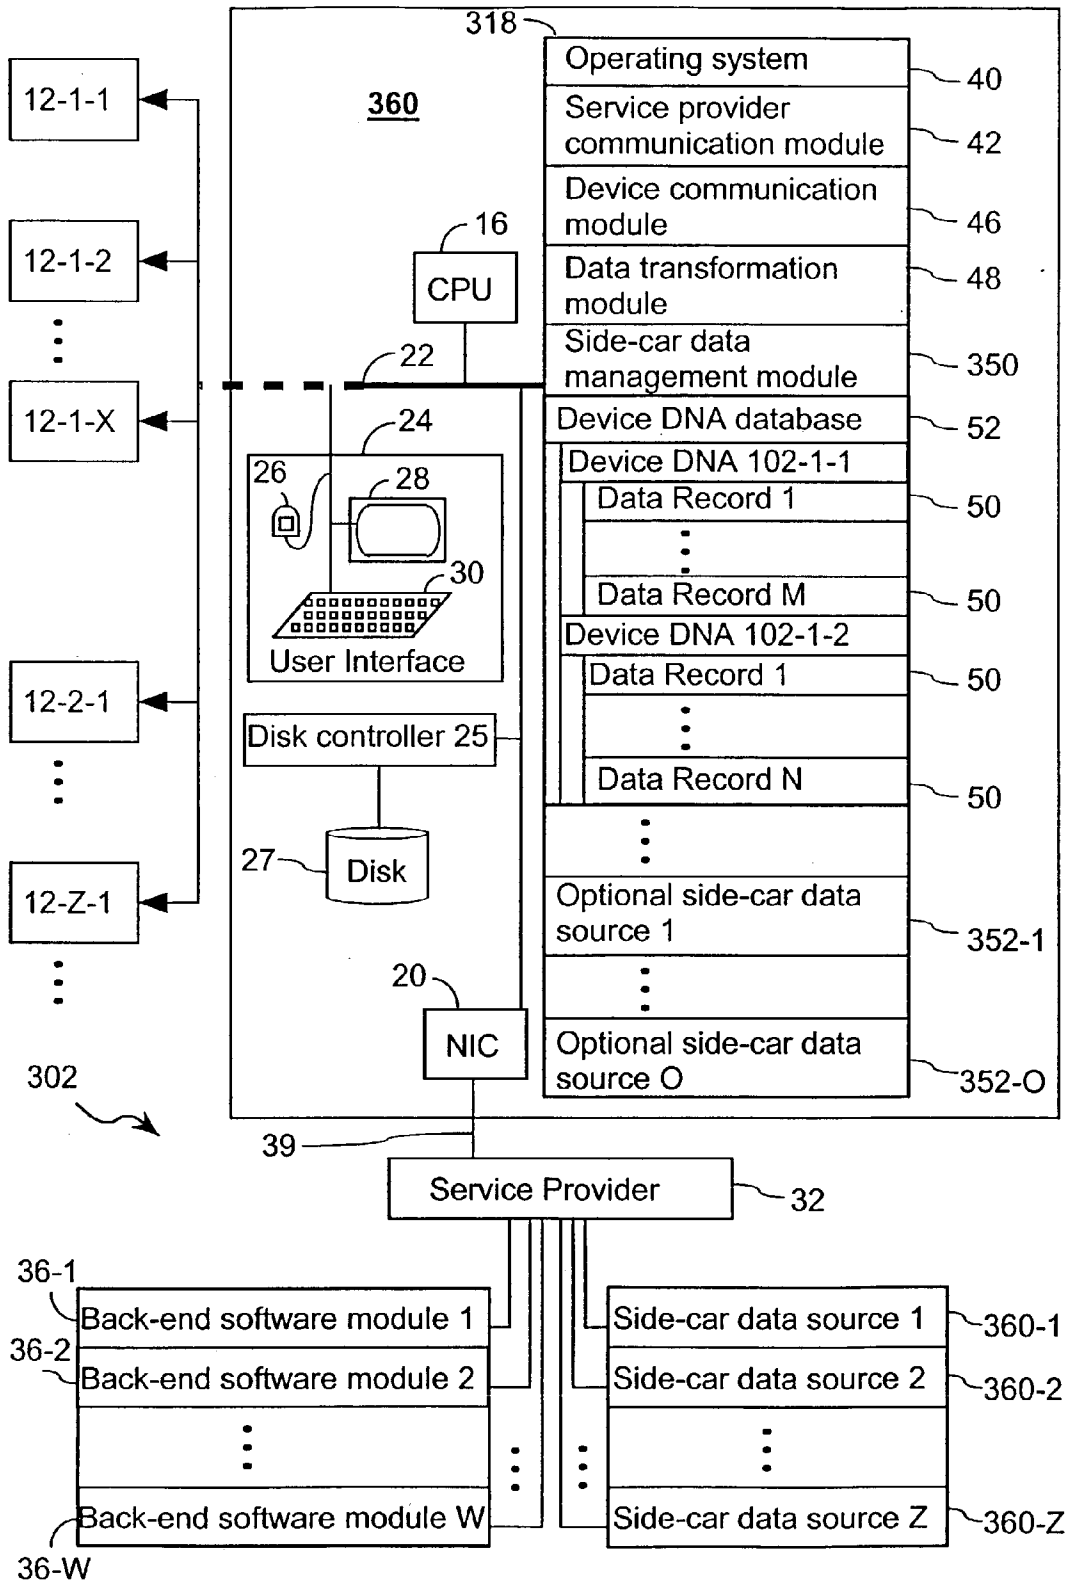 318
Operating system
40
360
Service provider
communication module
42
12-1-1
Device communication
module
46
12-1-2
16
CPU
Data transformation
module
48
22
Side-car data
management module
350
12-1-X
24
Device DNA database
52
26
28
Device DNA 102-1-1
Data Record 1
50
30
Data Record M
50
User Interface
Device DNA 102-1-2
Data Record 1
50
12-2-1
Disk controller 25
Data Record N
50
27
Disk
12-Z-1
Optional side-car data
source 1
352-1
20
NIC
Optional side-car data
source O
352-O
302
39
Service Provider
32
36-1
Back-end software module 1
Side-car data source 1
360-1
36-2
Back-end software module 2
Side-car data source 2
360-2
Back-end software module W
Side-car data source Z
360-Z
36-W